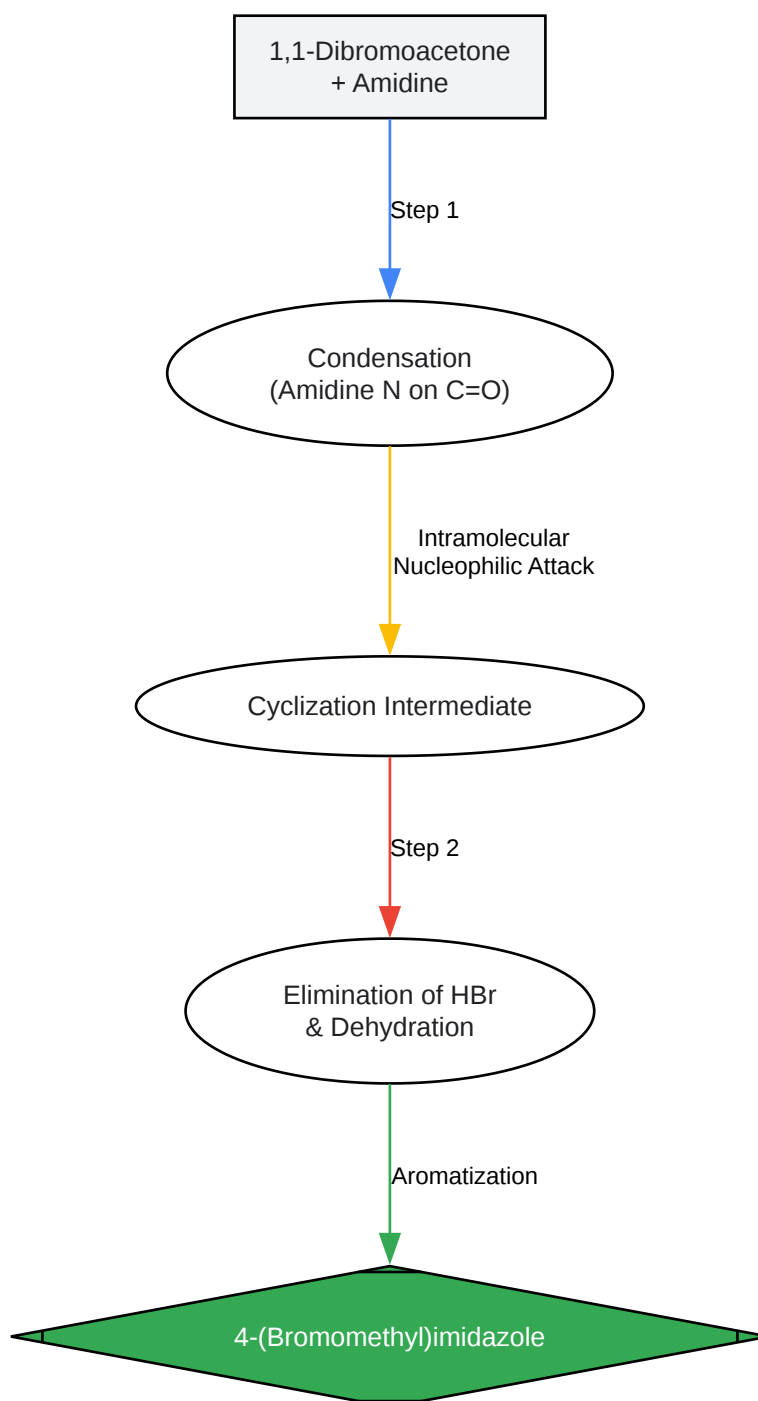 1,1-Dibromoacetone
+ Amidine
Step 1
Condensation
(Amidine N on C=O)
Intramolecular
Nucleophilic Attack
Cyclization Intermediate
Step 2
Elimination of HBr
& Dehydration
Aromatization
4-(Bromomethyl)imidazole